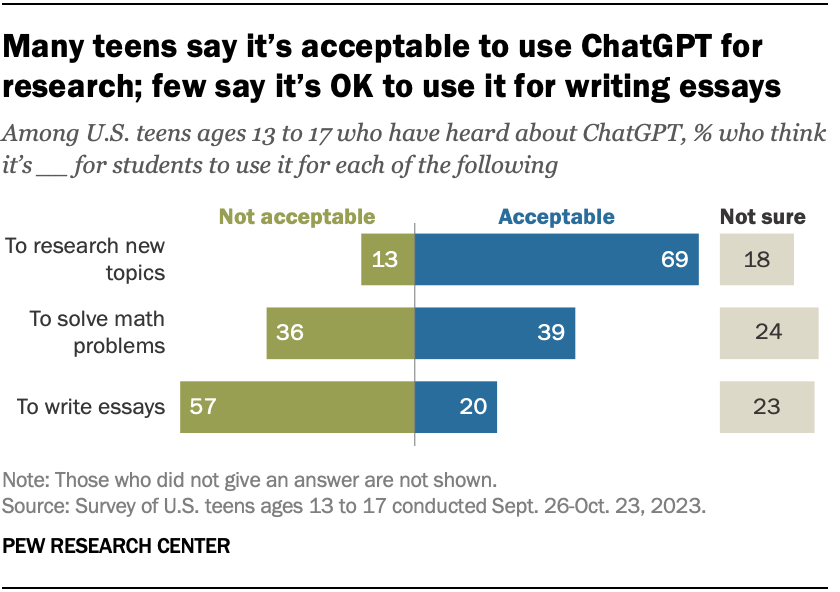 Many teens say it's acceptable to use ChatGPT for
research; few say it's OK to use it for writing essays
Among U.S. teens ages 13 to 17 who have heard about ChatGPT, % who think
it's __ for students to use it for each of the following
Not acceptable Acceptable Not sure
To research new
topics
13 69 18
To solve math
problems
36 39 24
To write essays 57 20 23
Note: Those who did not give an answer are not shown.
Source: Survey of U.S. teens ages 13 to 17 conducted Sept. 26-Oct. 23, 2023.
PEW RESEARCH CENTER